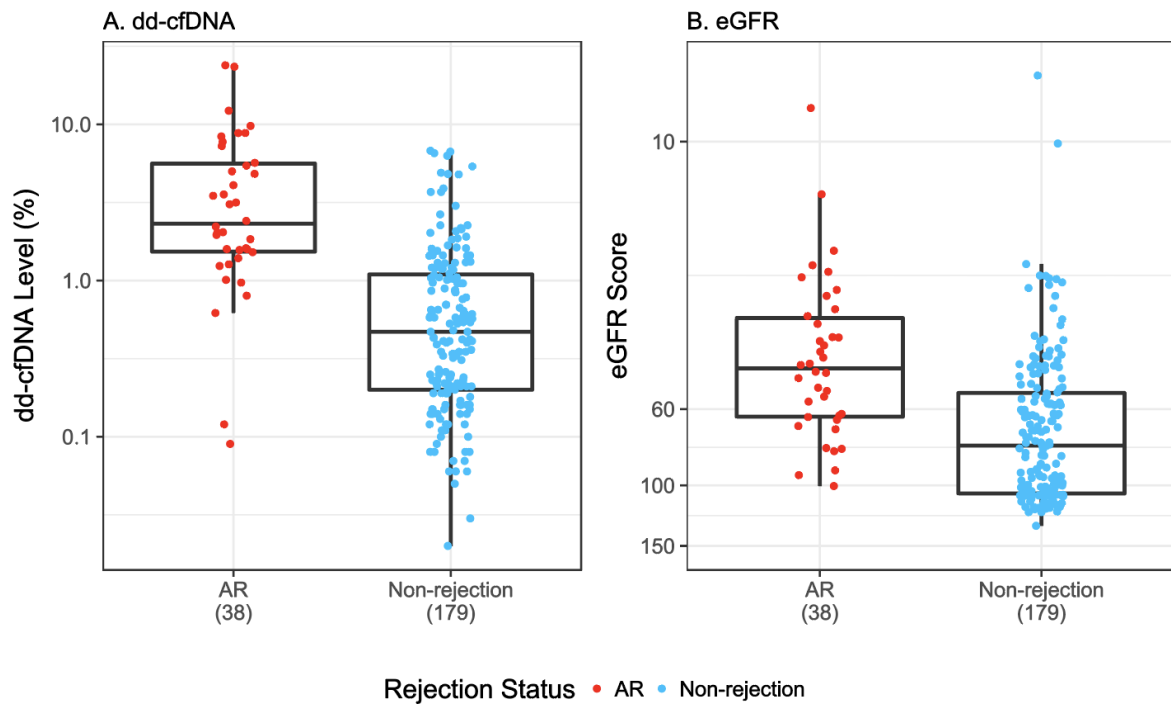 A. dd-cfDNA
dd-cfDNA Level (%)
10.0
1.0
0.1
AR
(38)
Non-rejection
(179)
B. eGFR
eGFR Score
10
60
100
150
AR
(38)
Non-rejection
(179)
Rejection Status AR Non-rejection